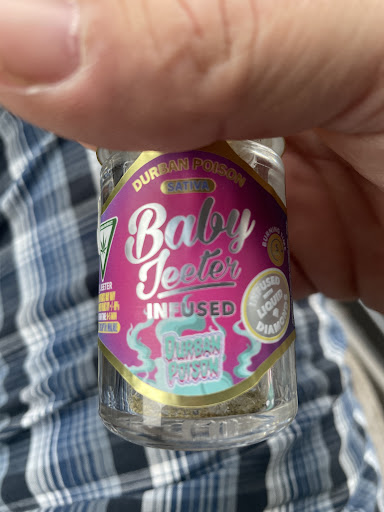 DURBAN POISON
SATIVA
Baby
Jeeter
INFUSED
DURBAN
POISON
INFUSED
LIQUID
DIAMONDS